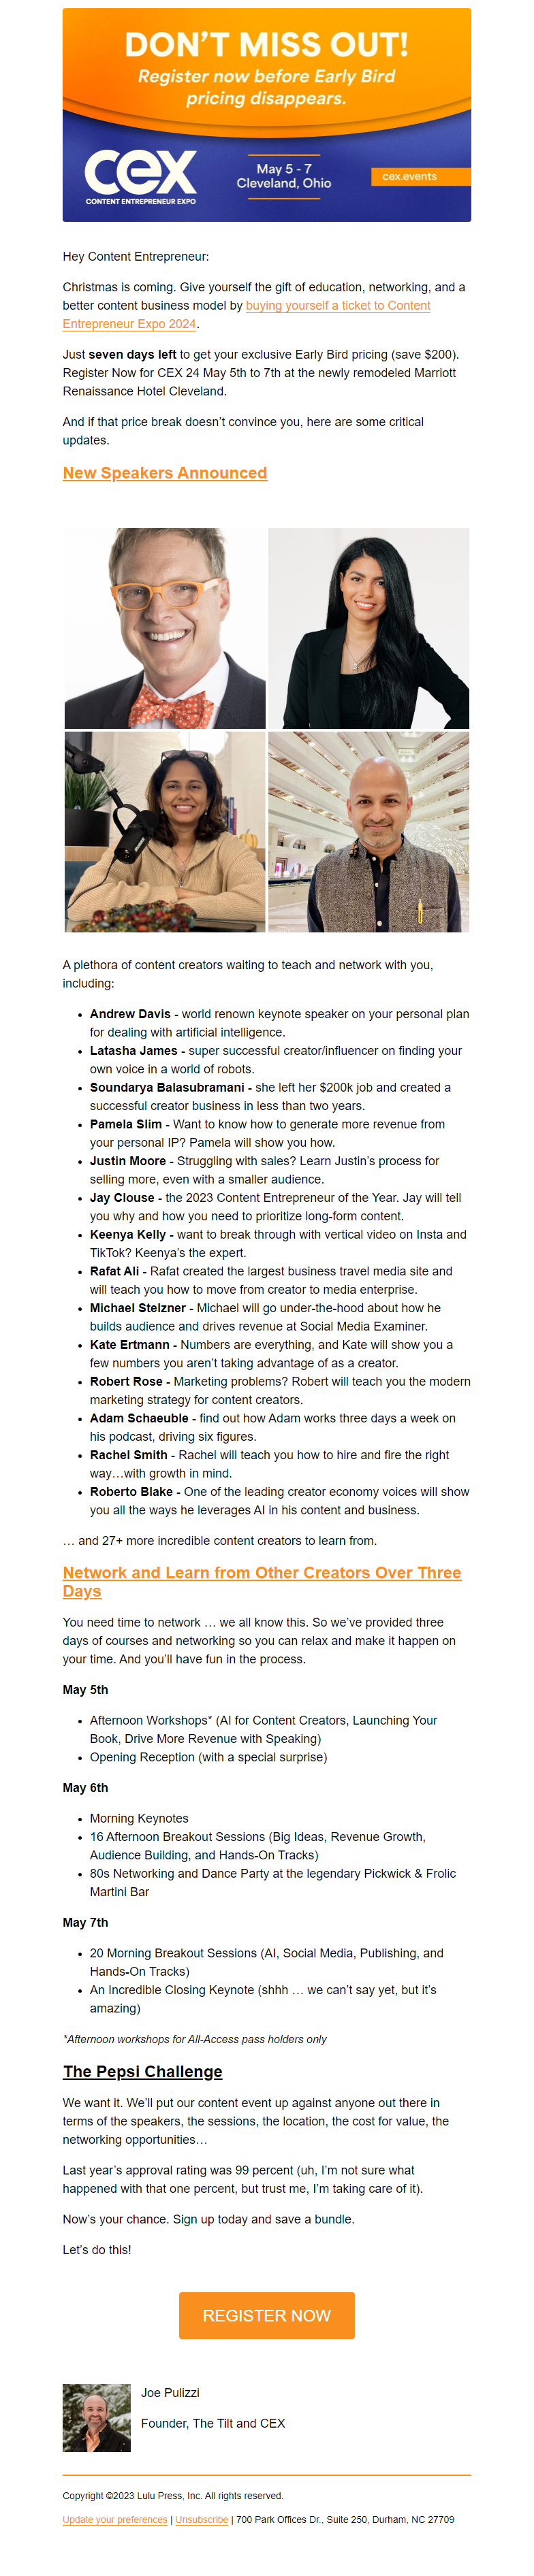 DON'T MISS OUT!
Register now before Early Bird
pricing disappears.
cex
CONTENT ENTREPRENEUR EXPO
May 5 - 7
Cleveland, Ohio
cex.events
Hey Content Entrepreneur:
Christmas is coming. Give yourself the gift of education, networking, and a
better content business model by buying yourself a ticket to Content
Entrepreneur Expo 2024.
Just seven days left to get your exclusive Early Bird pricing (save $200).
Register Now for CEX 24 May 5th to 7th at the newly remodeled Marriott
Renaissance Hotel Cleveland.
And if that price break doesn't convince you, here are some critical
updates.
New Speakers Announced
A plethora of content creators waiting to teach and network with you,
including:
• Andrew Davis - world renown keynote speaker on your personal plan
for dealing with artificial intelligence.
• Latasha James - super successful creator/influencer on finding your
own voice in a world of robots.
• Soundarya Balasubramani - she left her $200k job and created a
successful creator business in less than two years.
• Pamela Slim - Want to know how to generate more revenue from
your personal IP? Pamela will show you how.
• Justin Moore - Struggling with sales? Learn Justin's process for
selling more, even with a smaller audience.
• Jay Clouse - the 2023 Content Entrepreneur of the Year. Jay will tell
you why and how you need to prioritize long-form content.
• Keenya Kelly - want to break through with vertical video on Insta and
TikTok? Keenya's the expert.
• Rafat Ali - Rafat created the largest business travel media site and
will teach you how to move from creator to media enterprise.
• Michael Stelzner - Michael will go under-the-hood about how he
builds audience and drives revenue at Social Media Examiner.
• Kate Ertmann - Numbers are everything, and Kate will show you a
few numbers you aren't taking advantage of as a creator.
• Robert Rose - Marketing problems? Robert will teach you the modern
marketing strategy for content creators.
• Adam Schaeuble - find out how Adam works three days a week on
his podcast, driving six figures.
• Rachel Smith - Rachel will teach you how to hire and fire the right
way…with growth in mind.
• Roberto Blake - One of the leading creator economy voices will show
you all the ways he leverages AI in his content and business.
… and 27+ more incredible content creators to learn from.
Network and Learn from Other Creators Over Three
Days
You need time to network … we all know this. So we've provided three
days of courses and networking so you can relax and make it happen on
your time. And you'll have fun in the process.
May 5th
• Afternoon Workshops* (AI for Content Creators, Launching Your
Book, Drive More Revenue with Speaking)
• Opening Reception (with a special surprise)
May 6th
• Morning Keynotes
• 16 Afternoon Breakout Sessions (Big Ideas, Revenue Growth,
Audience Building, and Hands-On Tracks)
• 80s Networking and Dance Party at the legendary Pickwick & Frolic
Martini Bar
May 7th
• 20 Morning Breakout Sessions (AI, Social Media, Publishing, and
Hands-On Tracks)
• An Incredible Closing Keynote (shhh … we can't say yet, but it's
amazing)
*Afternoon workshops for All-Access pass holders only
The Pepsi Challenge
We want it. We'll put our content event up against anyone out there in
terms of the speakers, the sessions, the location, the cost for value, the
networking opportunities…
Last year's approval rating was 99 percent (uh, I'm not sure what
happened with that one percent, but trust me, I'm taking care of it).
Now's your chance. Sign up today and save a bundle.
Let's do this!
REGISTER NOW
Joe Pulizzi
Founder, The Tilt and CEX
Copyright ©2023 Lulu Press, Inc. All rights reserved.
Update your preferences | Unsubscribe | 700 Park Offices Dr., Suite 250, Durham, NC 27709